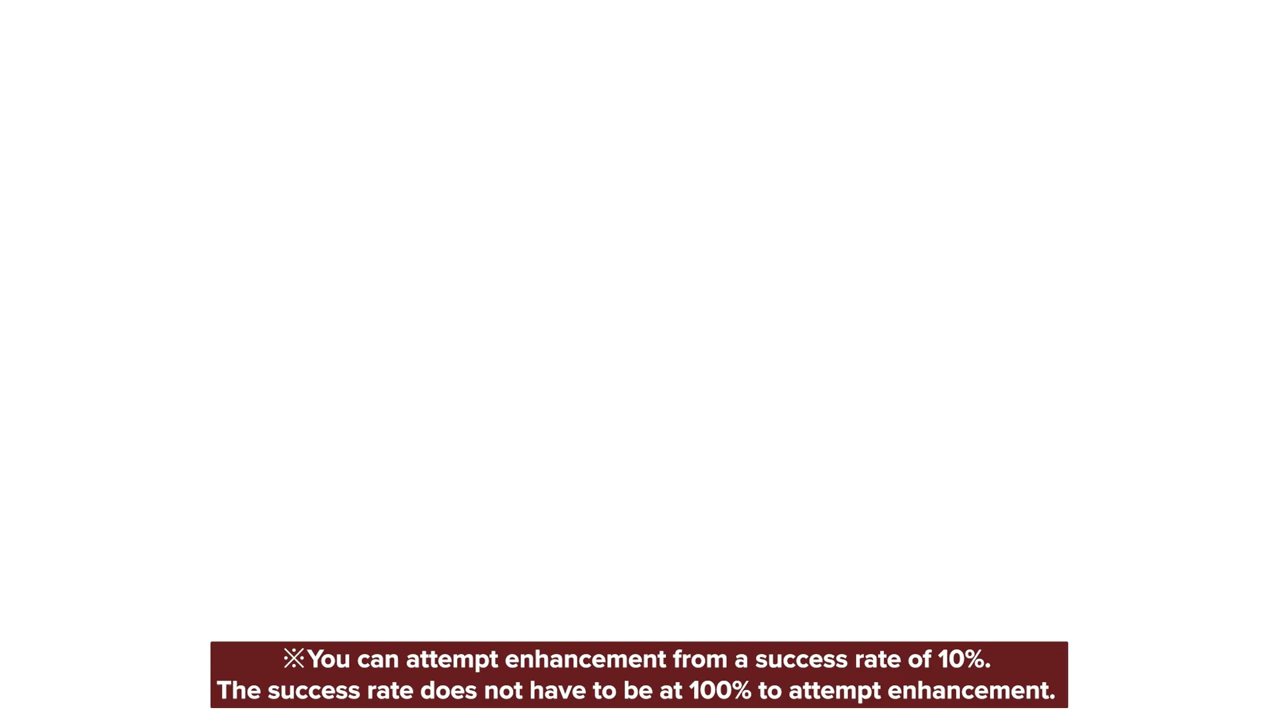 ※You can attempt enhancement from a success rate of 10%.
The success rate does not have to be at 100% to attempt enhancement.